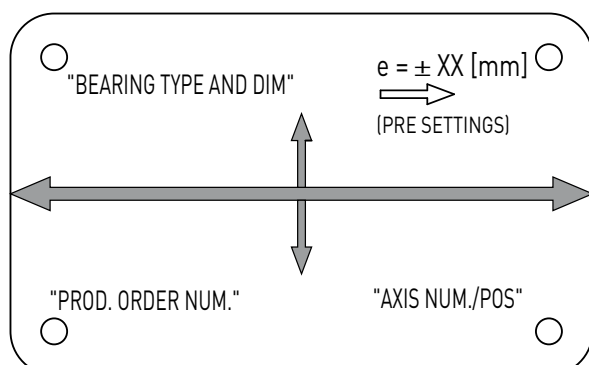 e = ± XX [mm]
"BEARING TYPE AND DIM"
(PRE SETTINGS)
"PROD. ORDER NUM."
"AXIS NUM./POS"